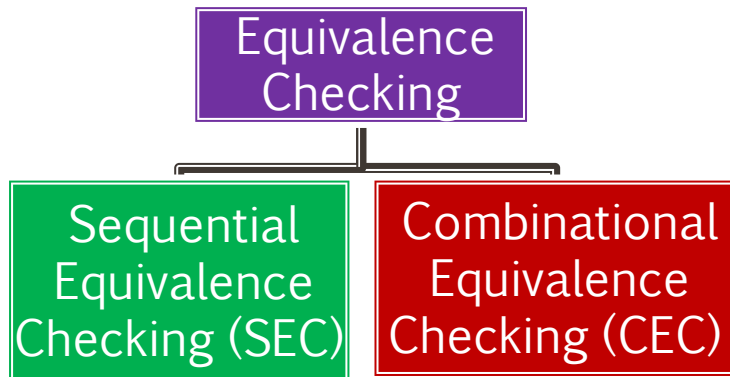 Equivalence
Checking
Sequential
Equivalence
Checking (SEC)
Combinational
Equivalence
Checking (CEC)